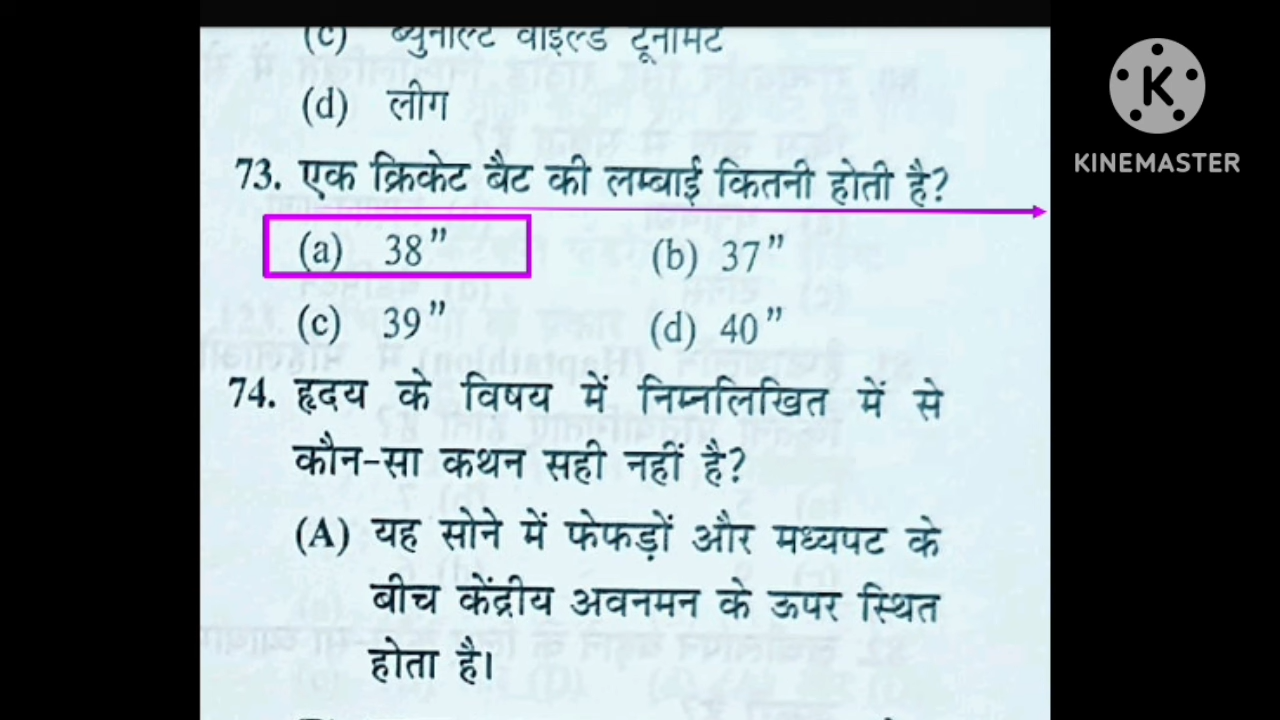 (c) ब्युनाल्ट वाइल्ड टूनामेंट
(d) लीग
73. एक क्रिकेट बैट की लम्बाई कितनी होती है?
(a) 38” (b) 37”
(c) 39” (d) 40”
74. हृदय के विषय में निम्नलिखित में से
कौन-सा कथन सही नहीं है?
(A) यह सोने में फेफड़ों और मध्यपट के
बीच केंद्रीय अवनमन के ऊपर स्थित
होता है।
K
KINEMASTER